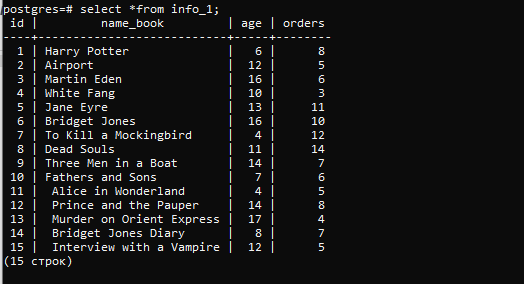 postgres=# select *from info_1;
 id |        name_book         | age | orders
----+--------------------------+-----+--------
  1 | Harry Potter             |   6 |      8
  2 | Airport                  |  12 |      5
  3 | Martin Eden              |  16 |      6
  4 | White Fang               |  10 |      3
  5 | Jane Eyre                |  13 |     11
  6 | Bridget Jones            |  16 |     10
  7 | To Kill a Mockingbird    |   4 |     12
  8 | Dead Souls               |  11 |     14
  9 | Three Men in a Boat      |  14 |      7
 10 | Fathers and Sons         |   7 |      6
 11 |  Alice in Wonderland     |   4 |      5
 12 |  Prince and the Pauper   |  14 |      8
 13 |  Murder on Orient Express |  17 |      4
 14 |  Bridget Jones Diary     |   8 |      7
 15 |  Interview with a Vampire |  12 |      5
(15 строк)